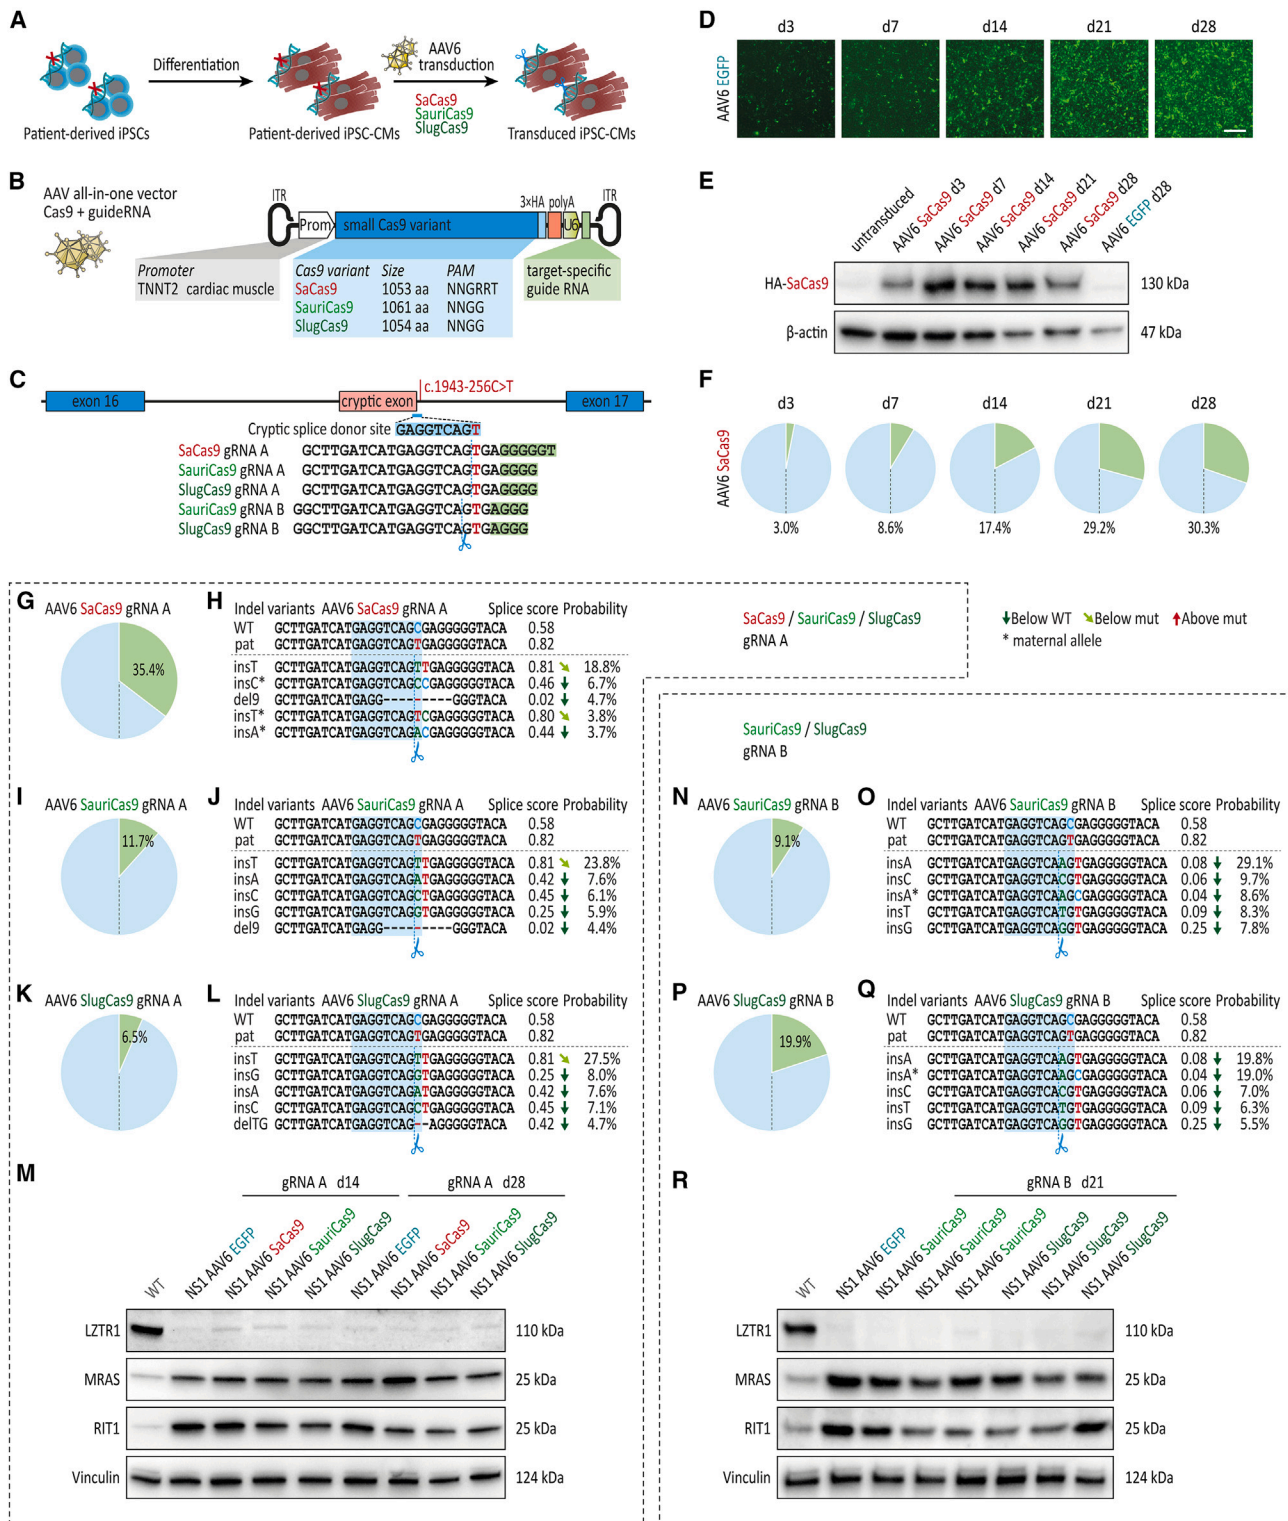 A
Differentiation
AAV6
transduction
SaCas9
SauriCas9
SlugCas9
Patient-derived iPSCs
Patient-derived iPSC-CMs
Transduced iPSC-CMs
B
AAV all-in-one vector
Cas9 + guideRNA
ITR
Prom
small Cas9 variant
3×HA polyA
U6
ITR
Promoter
TNNT2 cardiac muscle
Cas9 variant Size PAM
SaCas9 1053 aa NNGRRT
SauriCas9 1061 aa NNGG
SlugCas9 1054 aa NNGG
target-specific
guide RNA
C
c.1943-256C>T
exon 16
cryptic exon
exon 17
Cryptic splice donor site GAGGTCAGT
SaCas9 gRNA A GCTTGATCATGAGGTCAGTGAGGGGGT
SauriCas9 gRNA A GCTTGATCATGAGGTCAGTGAGGGG
SlugCas9 gRNA A GCTTGATCATGAGGTCAGTGAGGGG
SauriCas9 gRNA B GGCTTGATCATGAGGTCAGTGAGGG
SlugCas9 gRNA B GGCTTGATCATGAGGTCAGTGAGGG
D
d3 d7 d14 d21 d28
AAV6 EGFP
E
untransduced
AAV6 SaCas9 d3
AAV6 SaCas9 d7
AAV6 SaCas9 d14
AAV6 SaCas9 d21
AAV6 SaCas9 d28
AAV6 EGFP d28
HA-SaCas9 130 kDa
β-actin 47 kDa
F
d3 d7 d14 d21 d28
AAV6 SaCas9
3.0% 8.6% 17.4% 29.2% 30.3%
G
AAV6 SaCas9 gRNA A
35.4%
H
Indel variants AAV6 SaCas9 gRNA A Splice score Probability
WT GCTTGATCATGAGGTCAGCGAGGGGGTACA 0.58
pat GCTTGATCATGAGGTCAGTGAGGGGGTACA 0.82
insT GCTTGATCATGAGGTCAGTTGAGGGGGTACA 0.81 18.8%
insC* GCTTGATCATGAGGTCAGCCGAGGGGGTACA 0.46 6.7%
del9 GCTTGATCATGAGG---------GGGTACA 0.02 4.7%
insT* GCTTGATCATGAGGTCAGTCGAGGGGGTACA 0.80 3.8%
insA* GCTTGATCATGAGGTCAGACGAGGGGGTACA 0.44 3.7%
SaCas9 / SauriCas9 / SlugCas9
gRNA A
Below WT Below mut Above mut
* maternal allele
SauriCas9 / SlugCas9
gRNA B
I
AAV6 SauriCas9 gRNA A
11.7%
J
Indel variants AAV6 SauriCas9 gRNA A Splice score Probability
WT GCTTGATCATGAGGTCAGCGAGGGGGTACA 0.58
pat GCTTGATCATGAGGTCAGTGAGGGGGTACA 0.82
insT GCTTGATCATGAGGTCAGTTGAGGGGGTACA 0.81 23.8%
insA GCTTGATCATGAGGTCAGATGAGGGGGTACA 0.42 7.6%
insC GCTTGATCATGAGGTCAGCTGAGGGGGTACA 0.45 6.1%
insG GCTTGATCATGAGGTCAGGTGAGGGGGTACA 0.25 5.9%
del9 GCTTGATCATGAGG---------GGGTACA 0.02 4.4%
K
AAV6 SlugCas9 gRNA A
6.5%
L
Indel variants AAV6 SlugCas9 gRNA A Splice score Probability
WT GCTTGATCATGAGGTCAGCGAGGGGGTACA 0.58
pat GCTTGATCATGAGGTCAGTGAGGGGGTACA 0.82
insT GCTTGATCATGAGGTCAGTTGAGGGGGTACA 0.81 27.5%
insG GCTTGATCATGAGGTCAGGTGAGGGGGTACA 0.25 8.0%
insA GCTTGATCATGAGGTCAGATGAGGGGGTACA 0.42 7.6%
insC GCTTGATCATGAGGTCAGCTGAGGGGGTACA 0.45 7.1%
delTG GCTTGATCATGAGGTCAG--AGGGGGTACA 0.42 4.7%
N
AAV6 SauriCas9 gRNA B
9.1%
O
Indel variants AAV6 SauriCas9 gRNA B Splice score Probability
WT GCTTGATCATGAGGTCAGCGAGGGGGTACA 0.58
pat GCTTGATCATGAGGTCAGTGAGGGGGTACA 0.82
insA GCTTGATCATGAGGTCAAGTGAGGGGGTACA 0.08 29.1%
insC GCTTGATCATGAGGTCACGTGAGGGGGTACA 0.06 9.7%
insA* GCTTGATCATGAGGTCAAGCGAGGGGGTACA 0.04 8.6%
insT GCTTGATCATGAGGTCATGTGAGGGGGTACA 0.09 8.3%
insG GCTTGATCATGAGGTCAGGTGAGGGGGTACA 0.25 7.8%
P
AAV6 SlugCas9 gRNA B
19.9%
Q
Indel variants AAV6 SlugCas9 gRNA B Splice score Probability
WT GCTTGATCATGAGGTCAGCGAGGGGGTACA 0.58
pat GCTTGATCATGAGGTCAGTGAGGGGGTACA 0.82
insA GCTTGATCATGAGGTCAAGTGAGGGGGTACA 0.08 19.8%
insA* GCTTGATCATGAGGTCAAGCGAGGGGGTACA 0.04 19.0%
insC GCTTGATCATGAGGTCACGTGAGGGGGTACA 0.06 7.0%
insT GCTTGATCATGAGGTCATGTGAGGGGGTACA 0.09 6.3%
insG GCTTGATCATGAGGTCAGGTGAGGGGGTACA 0.25 5.5%
M
gRNA A d14 gRNA A d28
WT
NS1 AAV6 EGFP
NS1 AAV6 SaCas9
NS1 AAV6 SauriCas9
NS1 AAV6 SlugCas9
NS1 AAV6 EGFP
NS1 AAV6 SaCas9
NS1 AAV6 SauriCas9
NS1 AAV6 SlugCas9
LZTR1 110 kDa
MRAS 25 kDa
RIT1 25 kDa
Vinculin 124 kDa
R
gRNA B d21
WT
NS1 AAV6 EGFP
NS1 AAV6 SauriCas9
NS1 AAV6 SauriCas9
NS1 AAV6 SauriCas9
NS1 AAV6 SlugCas9
NS1 AAV6 SlugCas9
NS1 AAV6 SlugCas9
LZTR1 110 kDa
MRAS 25 kDa
RIT1 25 kDa
Vinculin 124 kDa